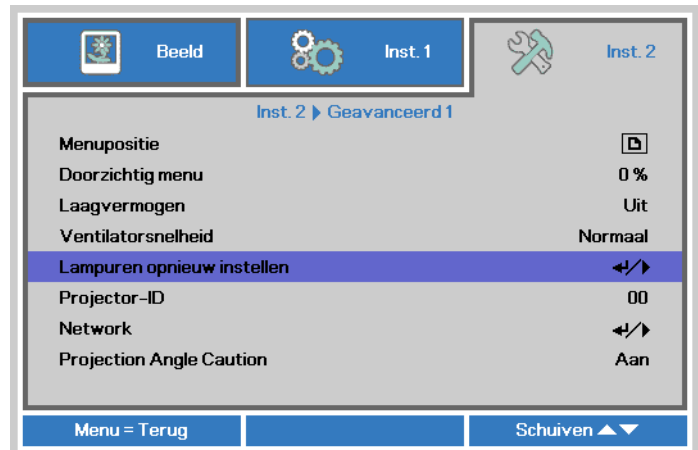 Beeld
Inst. 1
Inst. 2
Inst. 2 Geavanceerd 1
Menupositie
Doorzichtig menu 0 %
Laagvermogen Uit
Ventilatorsnelheid Normaal
Lampuren opnieuw instellen
Projector-ID 00
Network
Projection Angle Caution Aan
Menu = Terug
Schuiven